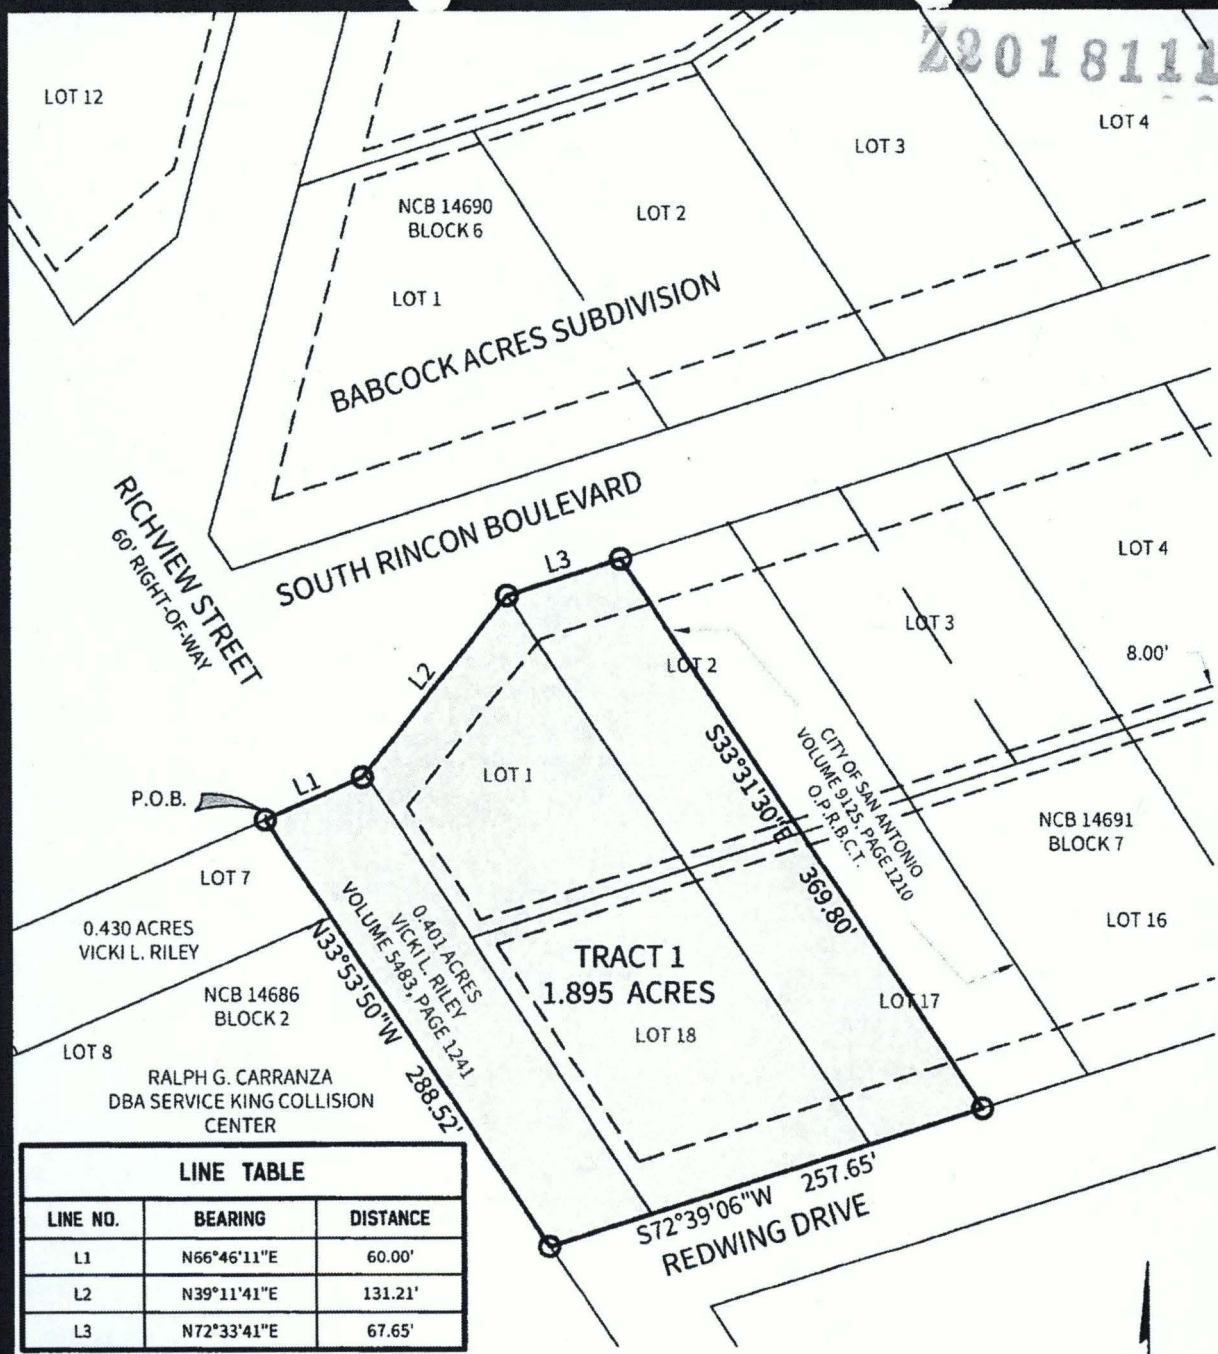 Z2018111
LOT 12
LOT 4
LOT 3
NCB 14690
BLOCK 6
LOT 2
LOT 1
BABCOCK ACRES SUBDIVISION
RICHVIEW STREET
60' RIGHT-OF-WAY
SOUTH RINCON BOULEVARD
L3
LOT 4
LOT 3
8.00'
L2
LOT 2
S33°31'30"E 369.80'
CITY OF SAN ANTONIO
VOLUME 9125, PAGE 1210
O.P.R.B.C.T.
L1
LOT 1
P.O.B.
NCB 14691
BLOCK 7
LOT 7
0.430 ACRES
VICKI L. RILEY
0.401 ACRES
VICKI L. RILEY
VOLUME 5483, PAGE 1241
N33°53'50"W 288.52'
TRACT 1
1.895 ACRES
LOT 16
LOT 17
LOT 18
NCB 14686
BLOCK 2
LOT 8
RALPH G. CARRANZA
DBA SERVICE KING COLLISION
CENTER
S72°39'06"W 257.65'
REDWING DRIVE
LINE TABLE
LINE NO. BEARING DISTANCE
L1 N66°46'11"E 60.00'
L2 N39°11'41"E 131.21'
L3 N72°33'41"E 67.65'